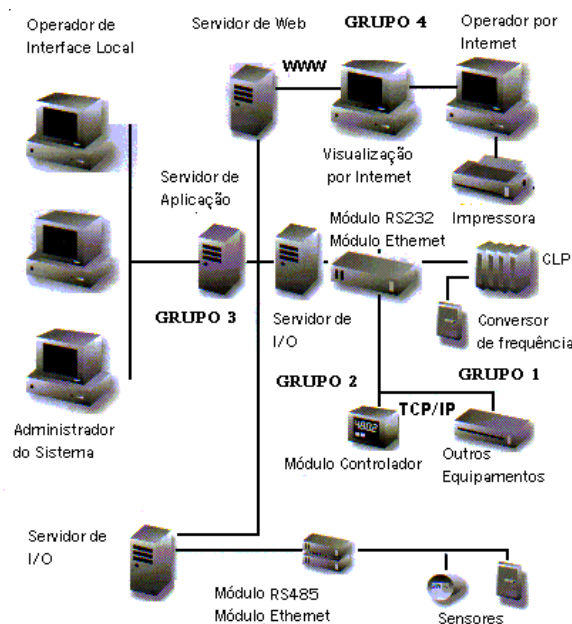 Operador de
Interface Local
Servidor de Web
GRUPO 4
Operador por
Internet
WWW
Visualização
por Internet
Servidor de
Aplicação
Módulo RS232
Módulo Ethernet
Impressora
CLP
GRUPO 3
Servidor de
I/O
Conversor
de frequência
GRUPO 2
GRUPO 1
TCP/IP
4802
Administrador
do Sistema
Módulo Controlador
Outros
Equipamentos
Servidor de
I/O
Módulo RS485
Módulo Ethernet
Sensores